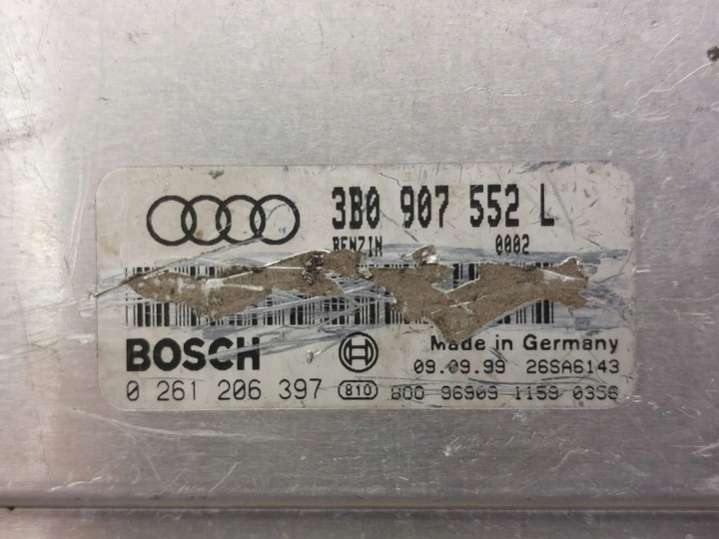 3B0 907 552 L
BENZIN 0002
BOSCH
Made in Germany
09.09.99 26SA6143
0 261 206 397 810 BOO 96909 1159 0356